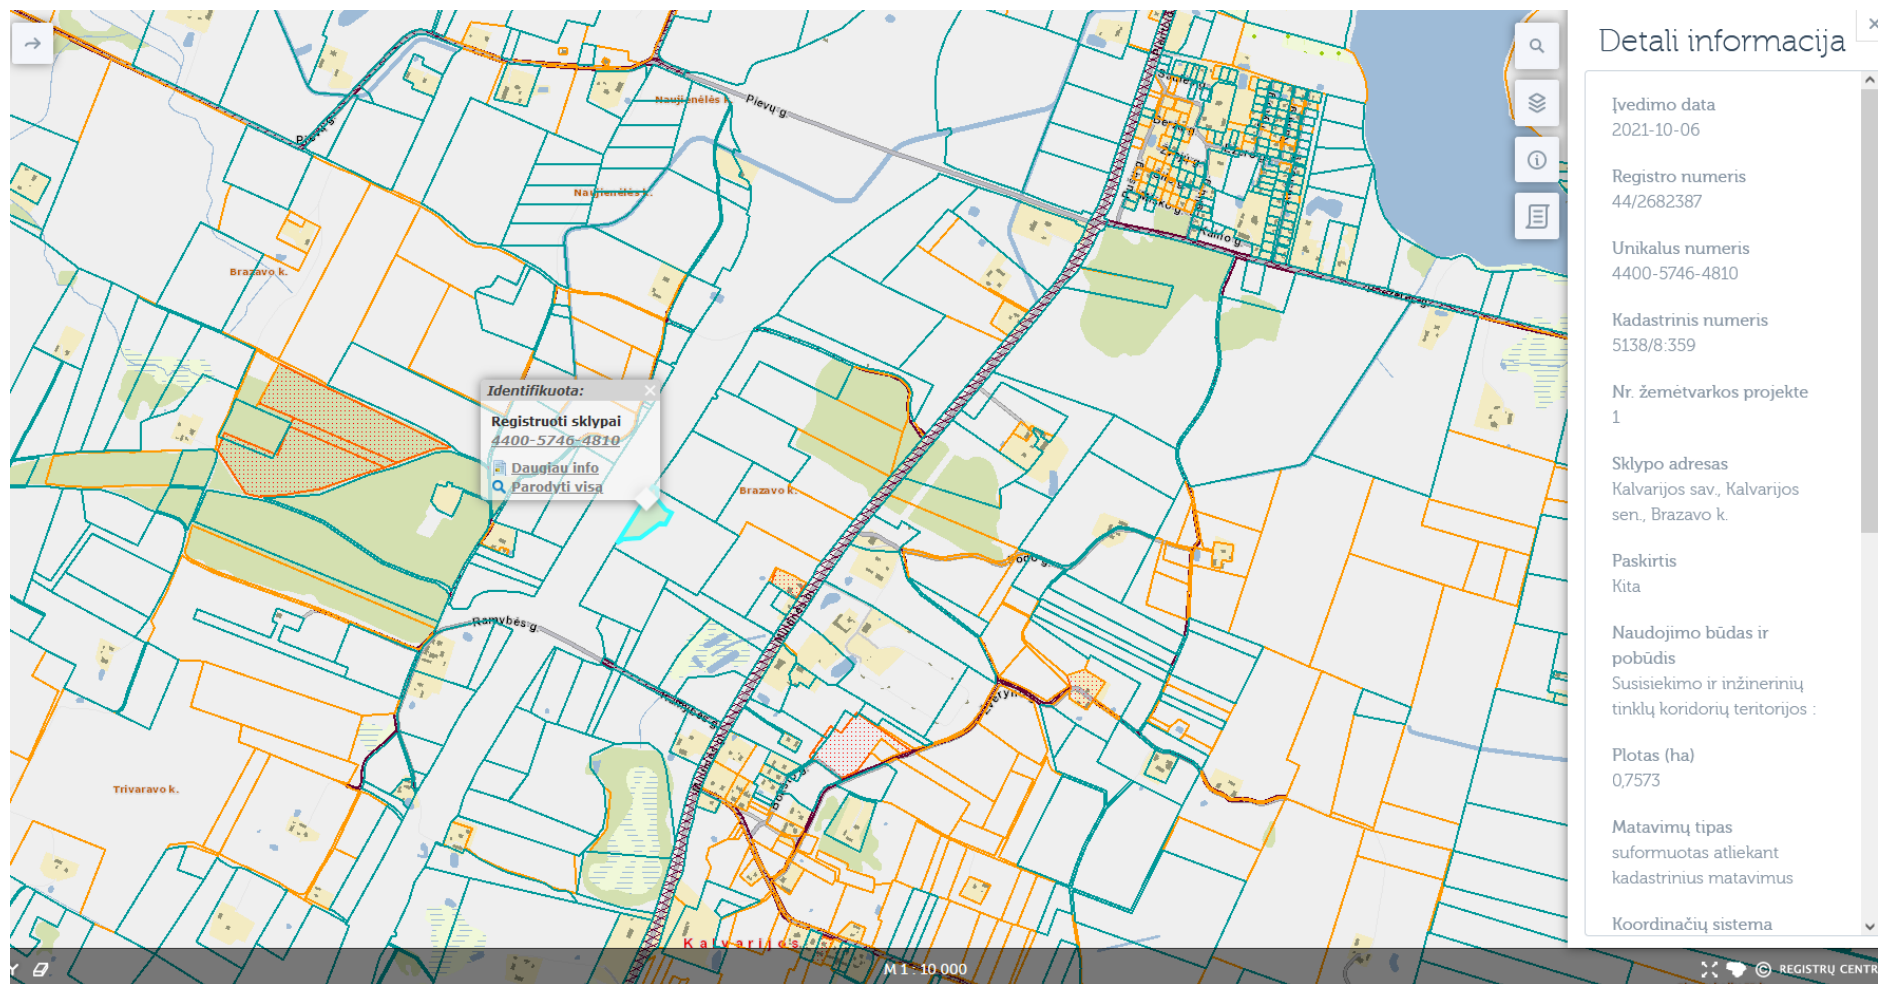 Detali informacija
Įvedimo data
2021-10-06
Registro numeris
44/2682387
Unikalus numeris
4400-5746-4810
Kadastrinis numeris
5138/8:359
Nr. žemėtvarkos projekte
1
Sklypo adresas
Kalvarijos sav., Kalvarijos
sen., Brazavo k.
Paskirtis
Kita
Naudojimo būdas ir
pobūdis
Susisiekimo ir inžinerinių
tinklų koridorių teritorijos :
Plotas (ha)
0,7573
Matavimų tipas
suformuotas atliekant
kadastrinius matavimus
Koordinačių sistema
Identifikuota:
Registruoti sklypai
4400-5746-4810
Daugiau info
Parodyti visą
Pievų g.
Pievų g.
Naujienėlės k.
Naujienėlės k.
Brazavo k.
Brazavo k.
Ramybės g.
Ramybės g.
Trivaravo k.
Kalvarijos
M 1 : 10 000
© REGISTRŲ CENTR